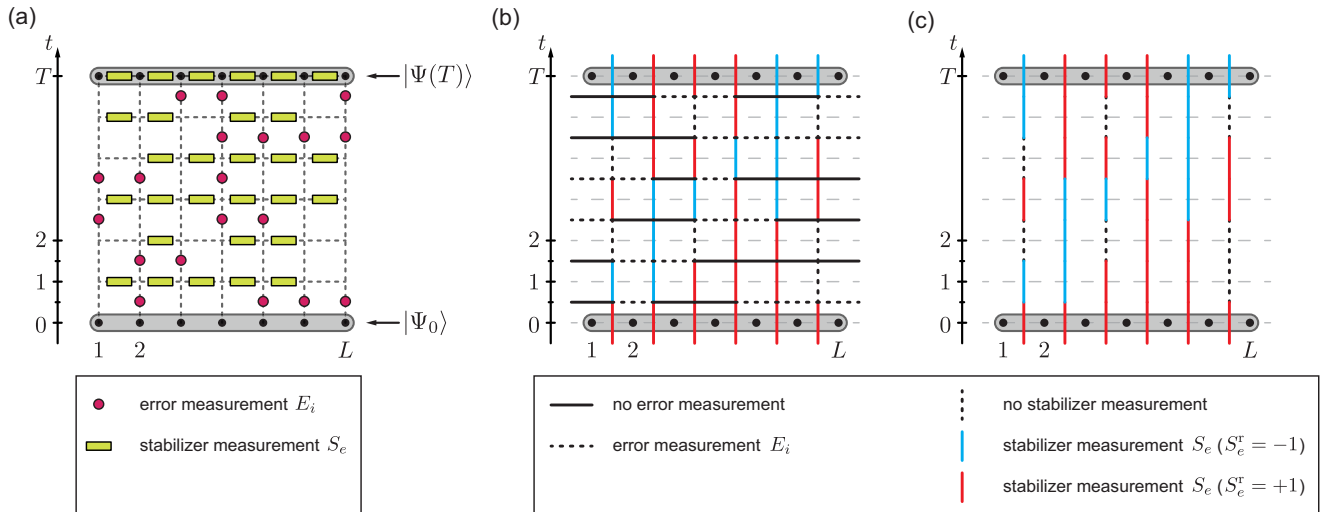 (a)
t
T
|Ψ(T)⟩
2
1
0
|Ψ₀⟩
1 2 L
error measurement Eᵢ
stabilizer measurement Sₑ
(b)
t
T
2
1
0
1 2 L
(c)
t
T
2
1
0
1 2 L
no error measurement
error measurement Eᵢ
no stabilizer measurement
stabilizer measurement Sₑ (Sₑʳ = −1)
stabilizer measurement Sₑ (Sₑʳ = +1)